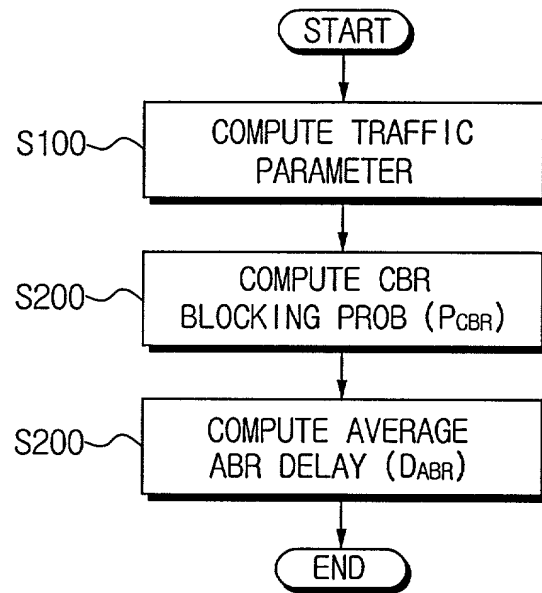 START
S100
COMPUTE TRAFFIC
PARAMETER
S200
COMPUTE CBR
BLOCKING PROB (PCBR)
S200
COMPUTE AVERAGE
ABR DELAY (DABR)
END